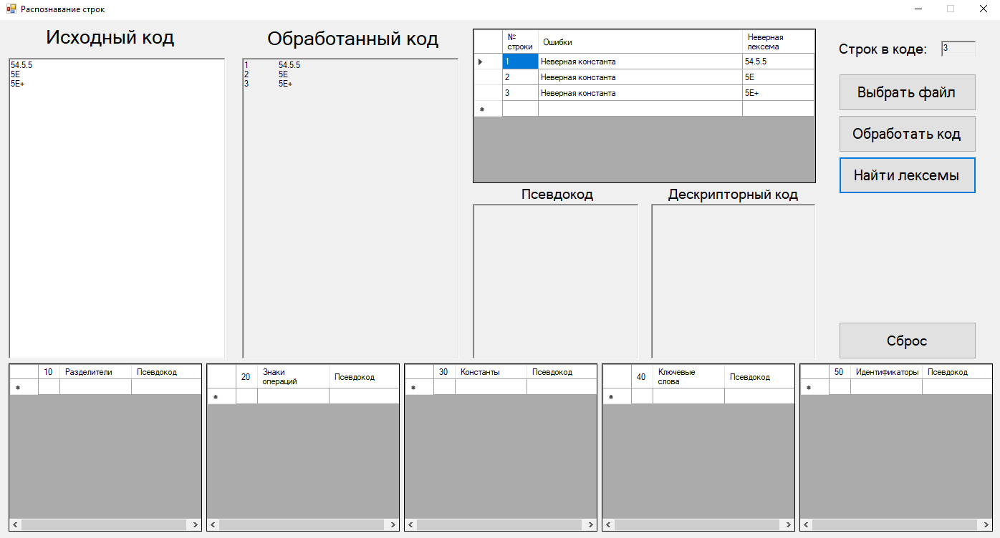 Распознавание строк
Исходный код
54.5.5
5E
5E+
Обработанный код
1 54.5.5
2 5E
3 5E+
№ строки Ошибки Неверная лексема
1 Неверная константа 54.5.5
2 Неверная константа 5E
3 Неверная константа 5E+
Строк в коде: 3
Выбрать файл
Обработать код
Найти лексемы
Псевдокод
Дескрипторный код
Сброс
10 Разделители Псевдокод
20 Знаки операций Псевдокод
30 Константы Псевдокод
40 Ключевые слова Псевдокод
50 Идентификаторы Псевдокод